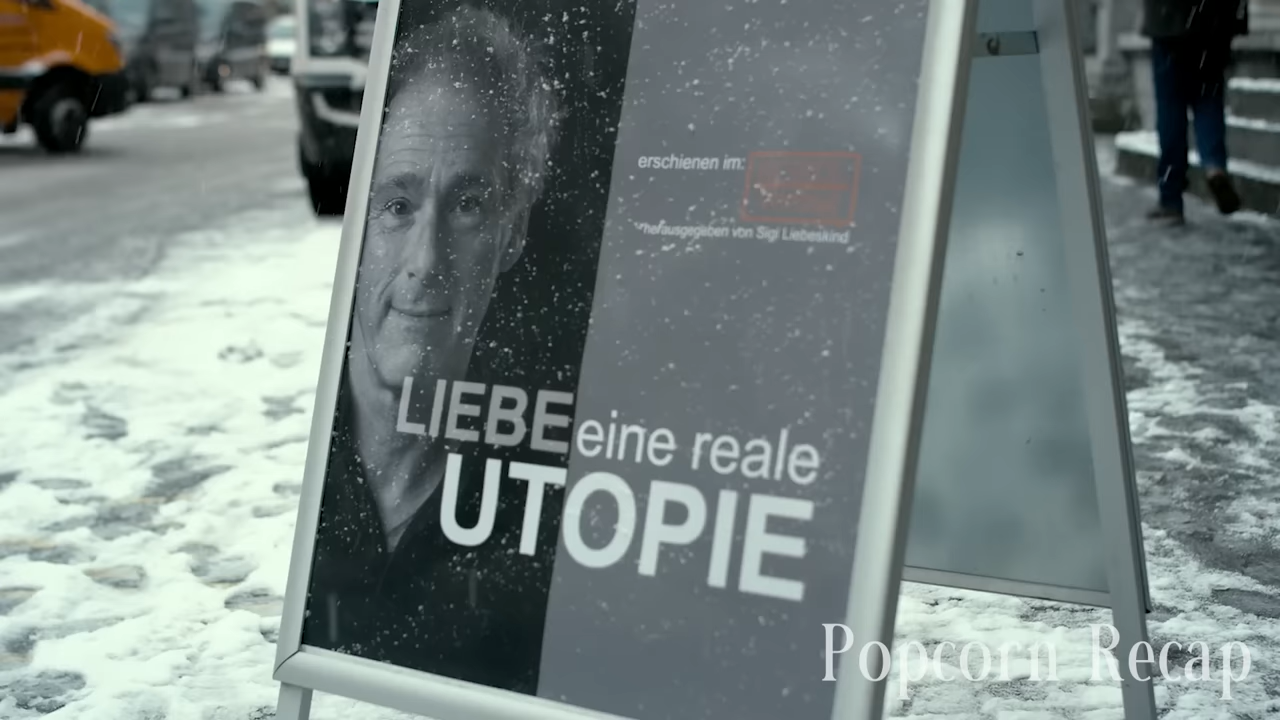 erschienen im:
herausgegeben von Sigi Liebeskind
LIEBE eine reale
UTOPIE
Popcorn Recap